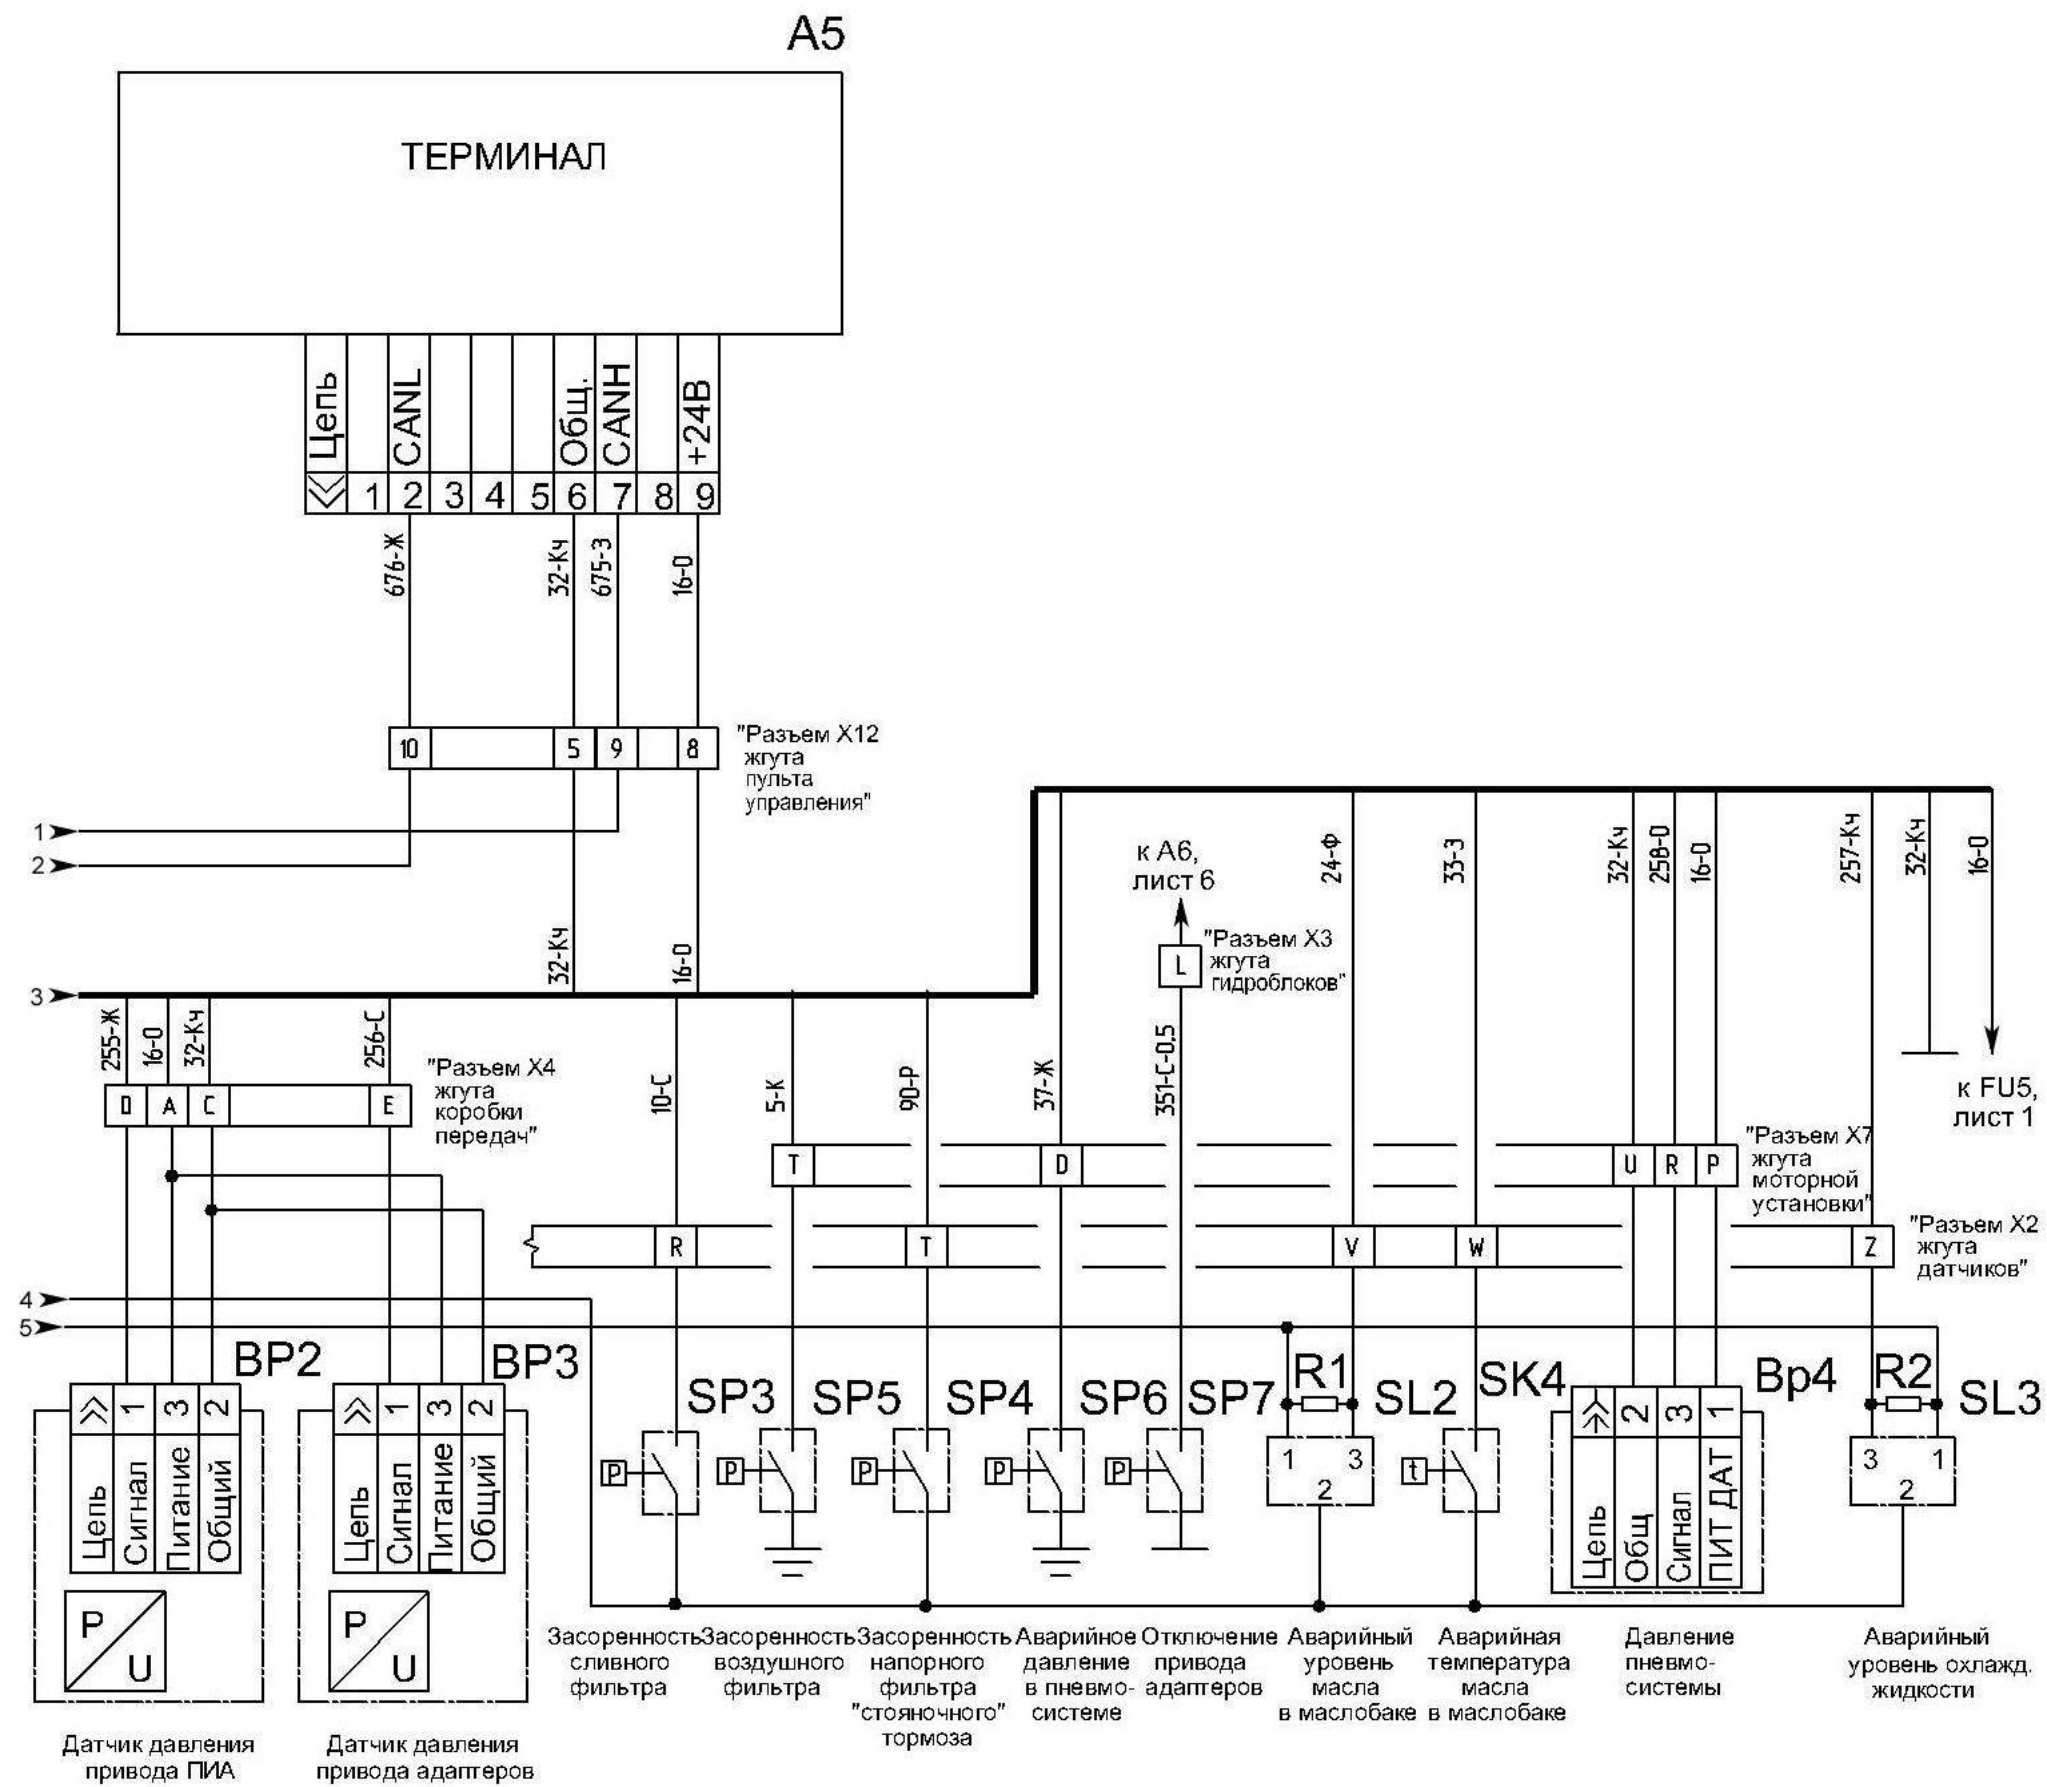 A5
ТЕРМИНАЛ
Цепь
CANL
Общ.
CANH
+24В
1 2 3 4 5 6 7 8 9
676-Ж
32-Кч
675-З
16-О
10 5 9 8
"Разъем Х12
жгута
пульта
управления"
1
2
3
32-Кч
16-О
к А6,
лист 6
L
"Разъем Х3
жгута
гидроблоков"
24-Ф
33-З
32-Кч
258-О
16-О
257-Кч
32-Кч
16-О
к FU5,
лист 1
255-Ж
16-О
32-Кч
256-С
D A C E
"Разъем Х4
жгута
коробки
передач"
10-С
5-К
90-Р
37-Ж
351-С-0.5
T D U R P
"Разъем Х7
жгута
моторной
установки"
R T V W Z
"Разъем Х2
жгута
датчиков"
4
5
BP2
BP3
SP3
SP5
SP4
SP6
SP7
R1
SL2
SK4
Bp4
R2
SL3
1 3 2
Цепь
Сигнал
Питание
Общий
P
U
1 3 2
Цепь
Сигнал
Питание
Общий
P
U
P
P
P
P
P
1 3
2
t
2 3 1
Цепь
Общ
Сигнал
ПИТ ДАТ
3 1
2
Засоренность
сливного
фильтра
Засоренность
воздушного
фильтра
Засоренность
напорного
фильтра
"стояночного"
тормоза
Аварийное
давление
в пневмо-
системе
Отключение
привода
адаптеров
Аварийный
уровень
масла
в маслобаке
Аварийная
температура
масла
в маслобаке
Давление
пневмо-
системы
Аварийный
уровень охлажд.
жидкости
Датчик давления
привода ПИА
Датчик давления
привода адаптеров